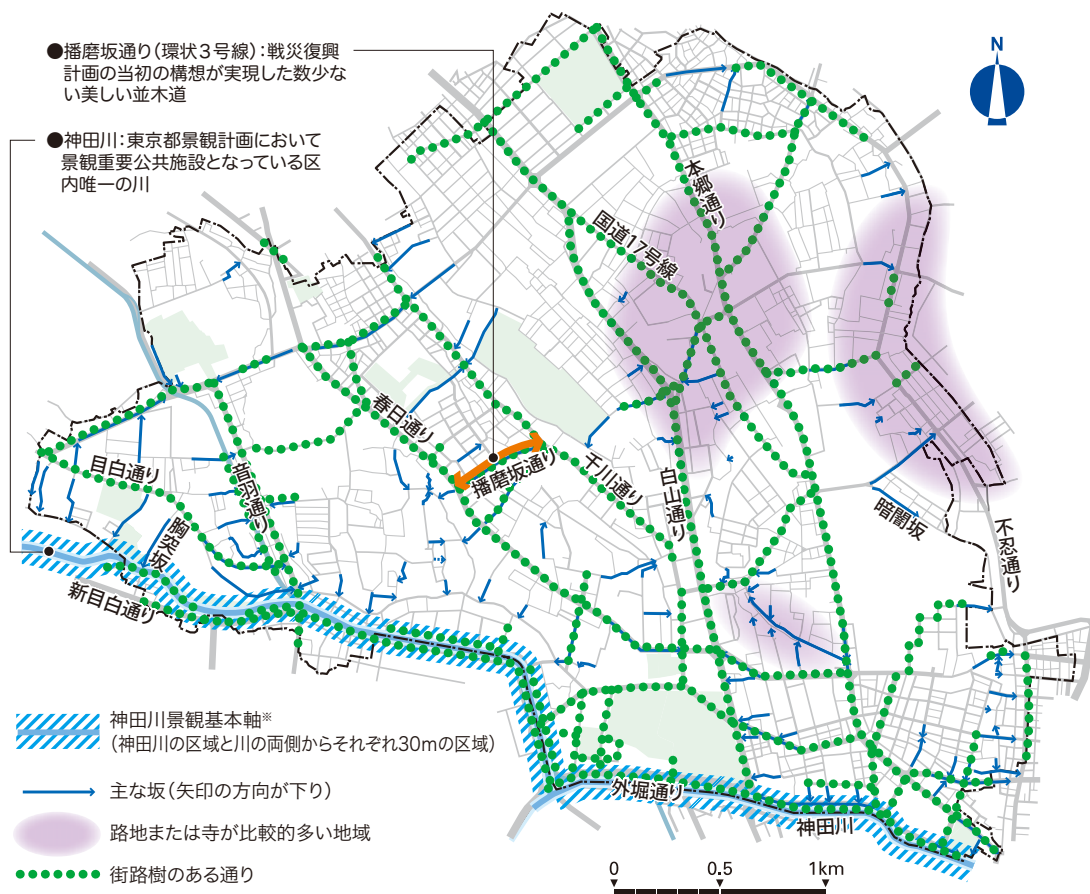 ●播磨坂通り(環状3号線):戦災復興
計画の当初の構想が実現した数少な
い美しい並木道
●神田川:東京都景観計画において
景観重要公共施設となっている区
内唯一の川
N
本郷通り
国道17号線
春日通り
播磨坂通り
千川通り
白山通り
目白通り
音羽通り
胸突坂
新目白通り
暗闇坂
不忍通り
外堀通り
神田川
神田川景観基本軸※
(神田川の区域と川の両側からそれぞれ30mの区域)
主な坂(矢印の方向が下り)
路地または寺が比較的多い地域
街路樹のある通り
0 0.5 1km